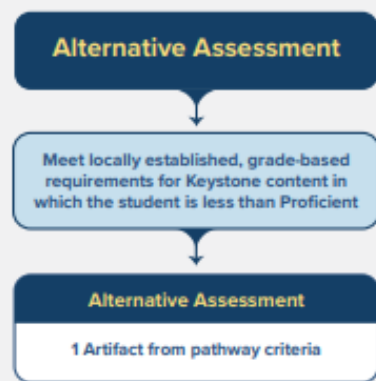 Alternative Assessment
Meet locally established, grade-based
requirements for Keystone content in
which the student is less than Proficient
Alternative Assessment
1 Artifact from pathway criteria